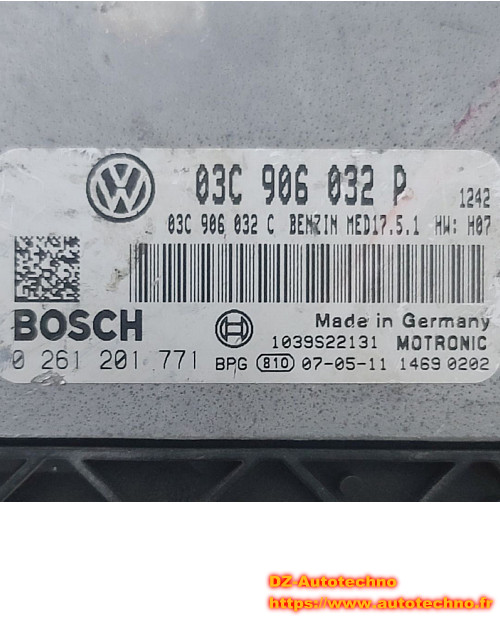 03C 906 032 P 1242
03C 906 032 C BENZIN MED17.5.1 HW: H07
BOSCH
Made in Germany
1039S22131 MOTRONIC
0 261 201 771 BPG 810 07-05-11 1469 0202
DZ-Autotechno
https://www.autotechno.fr